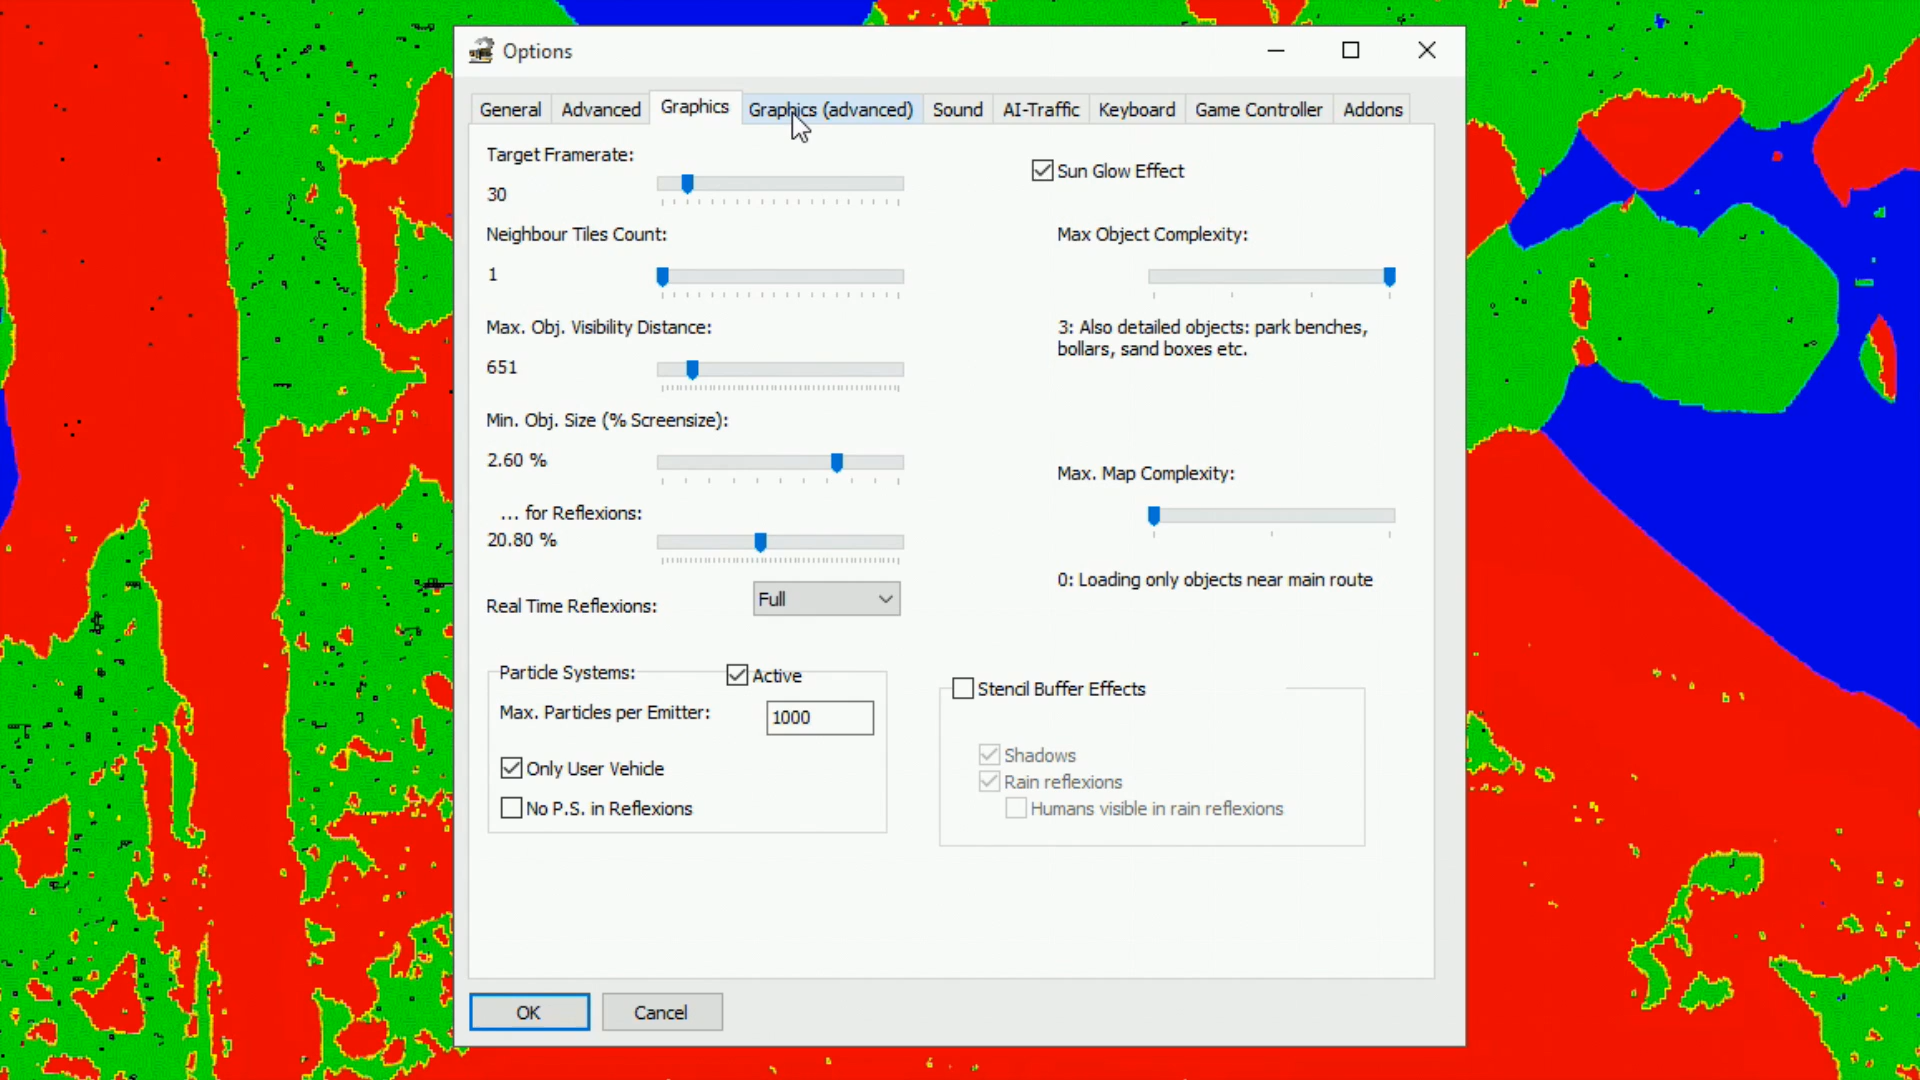 Options
General Advanced Graphics Graphics (advanced) Sound AI-Traffic Keyboard Game Controller Addons
Target Framerate:
30
Neighbour Tiles Count:
1
Max. Obj. Visibility Distance:
651
Min. Obj. Size (% Screensize):
2.60 %
... for Reflexions:
20.80 %
Real Time Reflexions: Full
Particle Systems: Active
Max. Particles per Emitter: 1000
Only User Vehicle
No P.S. in Reflexions
Sun Glow Effect
Max Object Complexity:
3: Also detailed objects: park benches,
bollars, sand boxes etc.
Max. Map Complexity:
0: Loading only objects near main route
Stencil Buffer Effects
Shadows
Rain reflexions
Humans visible in rain reflexions
OK Cancel